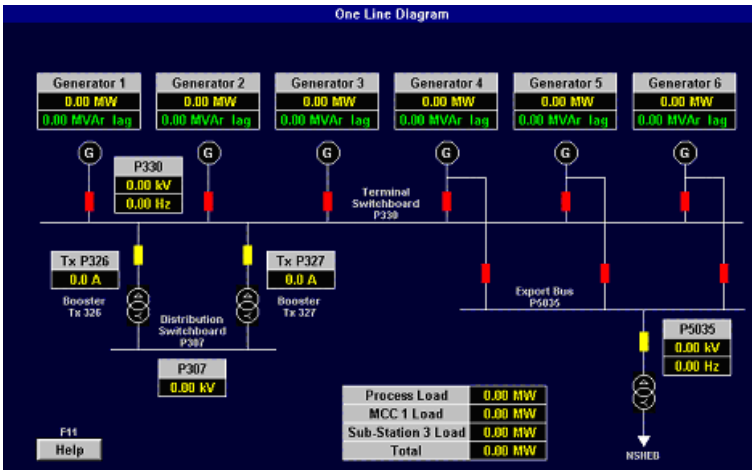 One Line Diagram
Generator 1
0.00 MW
0.00 MVAr lag
Generator 2
0.00 MW
0.00 MVAr lag
Generator 3
0.00 MW
0.00 MVAr lag
Generator 4
0.00 MW
0.00 MVAr lag
Generator 5
0.00 MW
0.00 MVAr lag
Generator 6
0.00 MW
0.00 MVAr lag
G
G
G
G
G
G
P330
0.00 kV
0.00 Hz
Terminal
Switchboard
P330
Tx P326
0.0 A
Booster
Tx 326
Tx P327
0.0 A
Booster
Tx 327
Distribution
Switchboard
P307
P307
0.00 kV
Export Bus
P5035
P5035
0.00 kV
0.00 Hz
NSHEB
Process Load 0.00 MW
MCC 1 Load 0.00 MW
Sub-Station 3 Load 0.00 MW
Total 0.00 MW
F11
Help